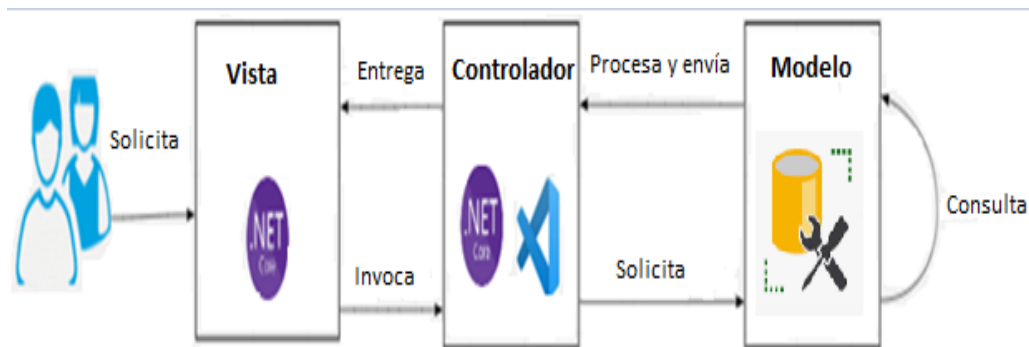 Solicita
Vista
.NET
Core
Entrega
Invoca
Controlador
.NET
Core
Procesa y envía
Solicita
Modelo
Consulta